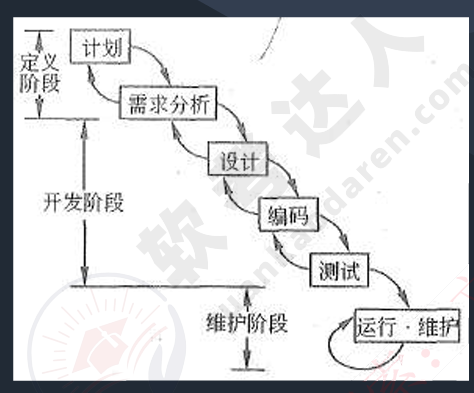 计划
定义
阶段
需求分析
设计
开发阶段
编码
测试
维护阶段
运行·维护
软考达人
ruankaodaren.com